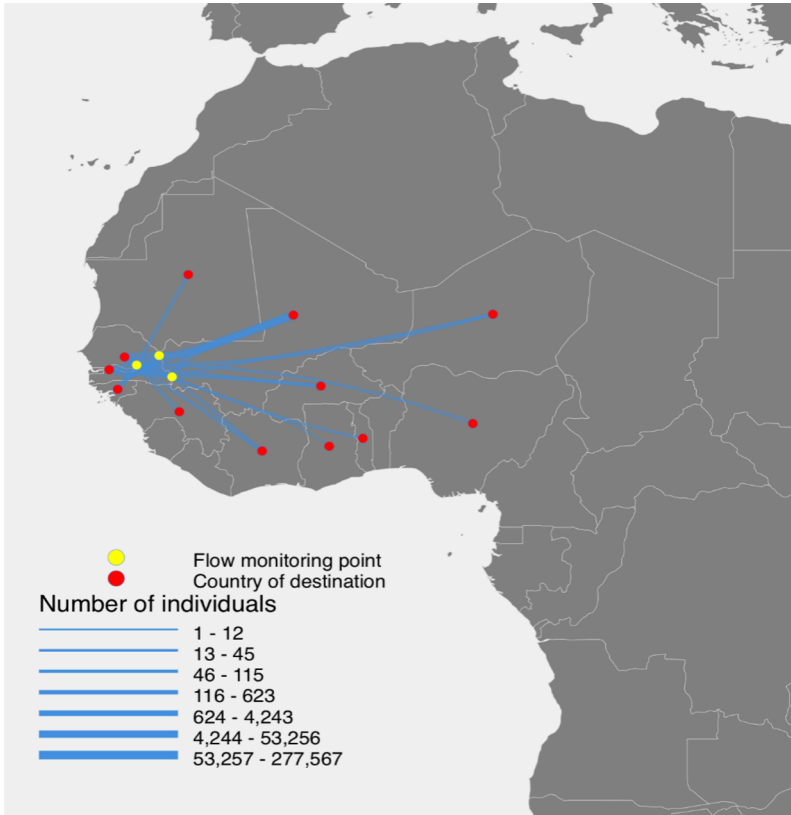 Flow monitoring point
Country of destination
Number of individuals
1 - 12
13 - 45
46 - 115
116 - 623
624 - 4,243
4,244 - 53,256
53,257 - 277,567